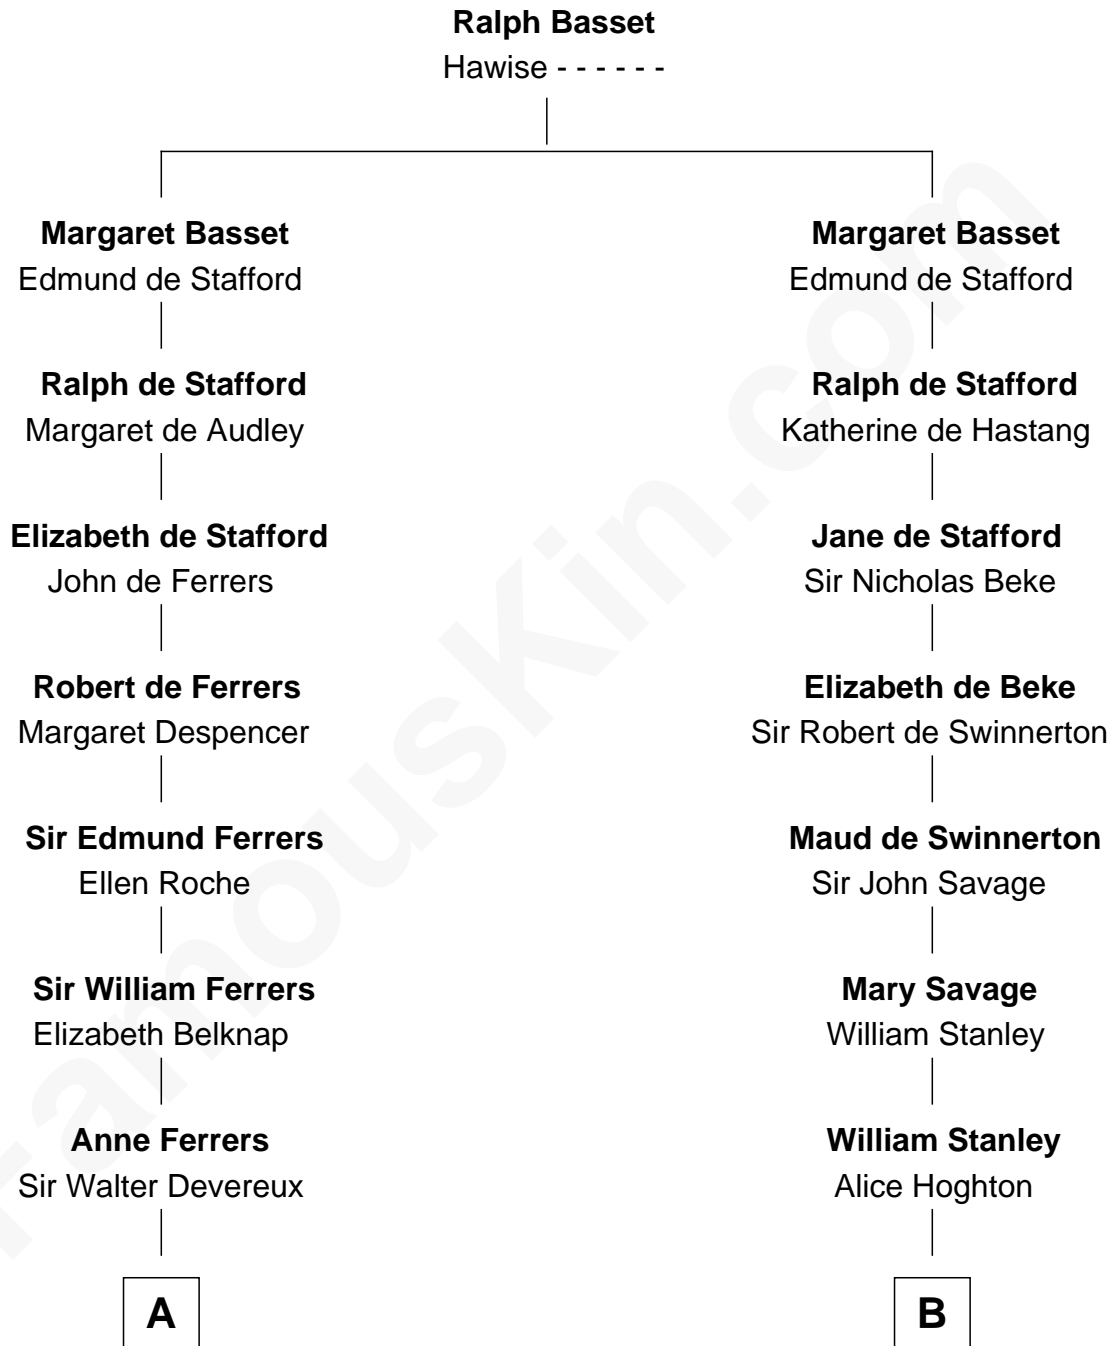 Ralph Basset
Hawise - - - - - -
Margaret Basset
Edmund de Stafford
Ralph de Stafford
Margaret de Audley
Elizabeth de Stafford
John de Ferrers
Robert de Ferrers
Margaret Despencer
Sir Edmund Ferrers
Ellen Roche
Sir William Ferrers
Elizabeth Belknap
Anne Ferrers
Sir Walter Devereux
A
Margaret Basset
Edmund de Stafford
Ralph de Stafford
Katherine de Hastang
Jane de Stafford
Sir Nicholas Beke
Elizabeth de Beke
Sir Robert de Swinnerton
Maud de Swinnerton
Sir John Savage
Mary Savage
William Stanley
William Stanley
Alice Hoghton
B
FamousKin.com